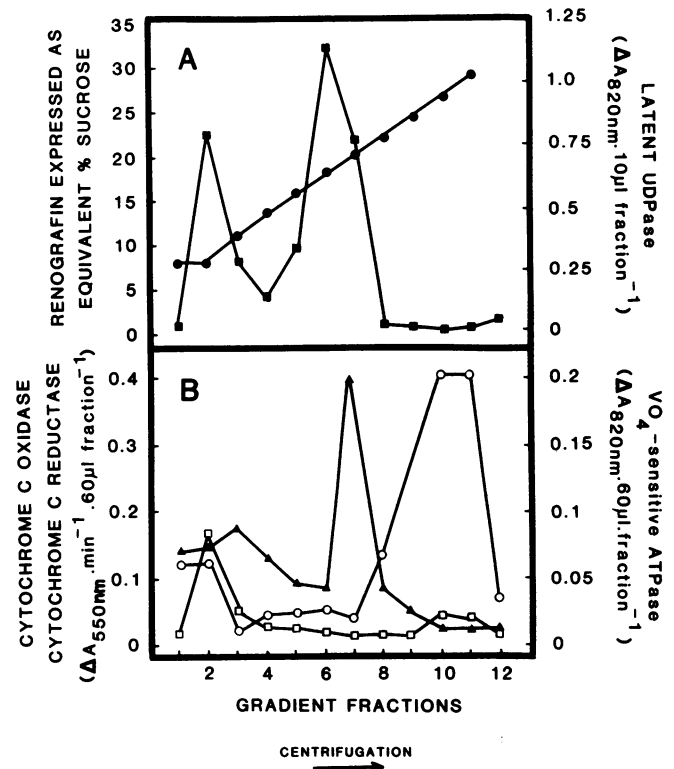 A
RENOGRAFIN EXPRESSED AS
EQUIVALENT % SUCROSE
35
30
25
20
15
10
5
0
1.25
1.0
0.75
0.5
0.25
0
LATENT UDPase
(ΔA820nm.10μl fraction⁻¹)
B
CYTOCHROME C OXIDASE
CYTOCHROME C REDUCTASE
(ΔA550nm.min⁻¹.60μl fraction⁻¹)
0.4
0.3
0.2
0.1
0
0.2
0.15
0.1
0.05
0
VO4-sensitive ATPase
(ΔA820nm.60μl.fraction⁻¹)
2 4 6 8 10 12
GRADIENT FRACTIONS
CENTRIFUGATION